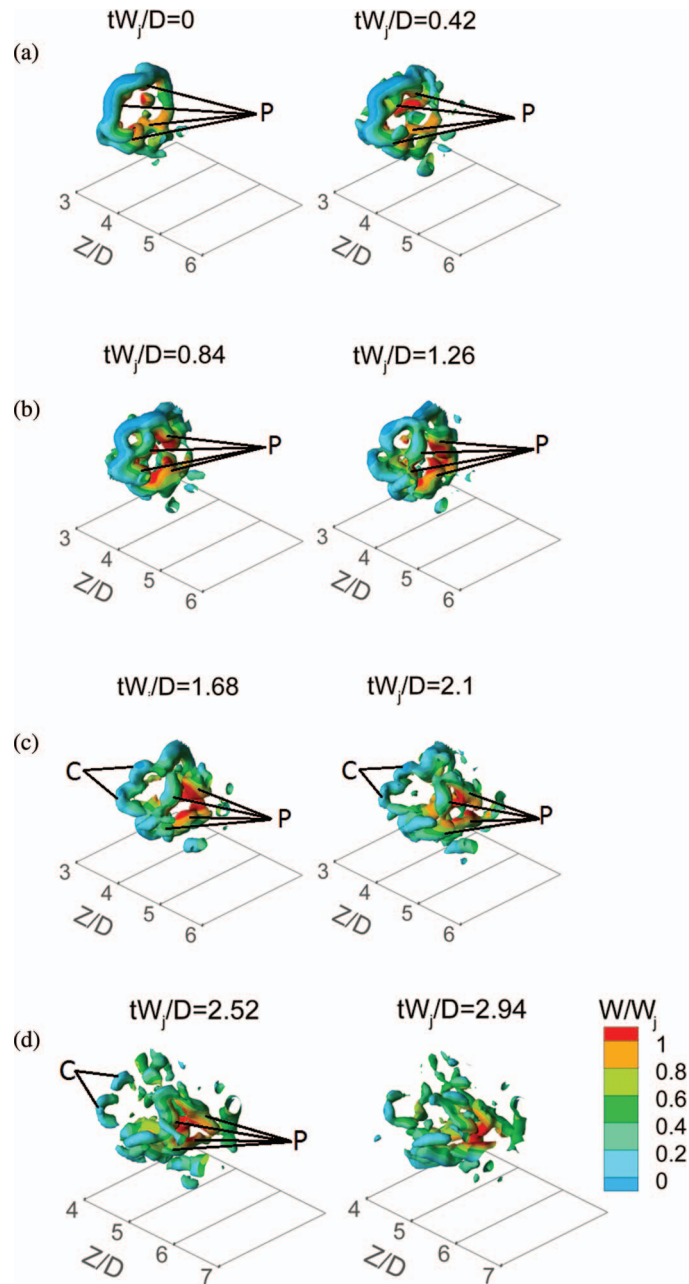 tWj/D=0 tWj/D=0.42
(a)
P P
3 3
4 4
5 5
6 6
Z/D Z/D
tWj/D=0.84 tWj/D=1.26
(b)
P P
3 3
4 4
5 5
6 6
Z/D Z/D
tW./D=1.68 tWj/D=2.1
(c)
C C
P P
3 3
4 4
5 5
6 6
Z/D Z/D
tWj/D=2.52 tWj/D=2.94
(d)
C
P
W/Wj
1
0.8
0.6
0.4
0.2
0
4 4
5 5
6 6
7 7
Z/D Z/D